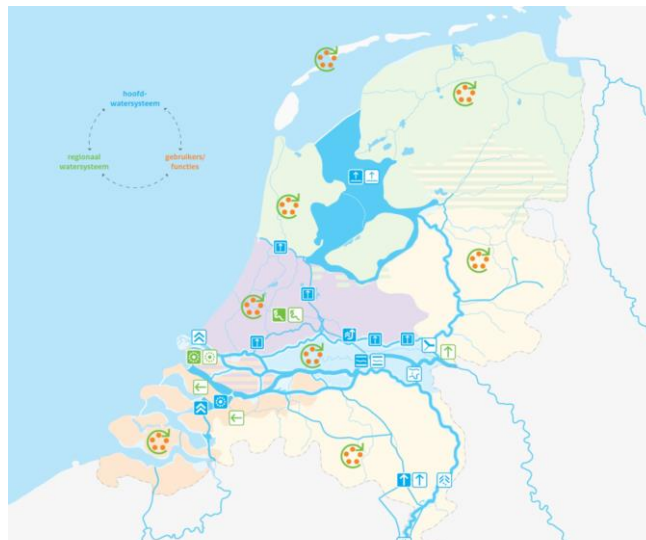 hoofd-
watersysteem
regionaal
watersysteem
gebruikers/
functies